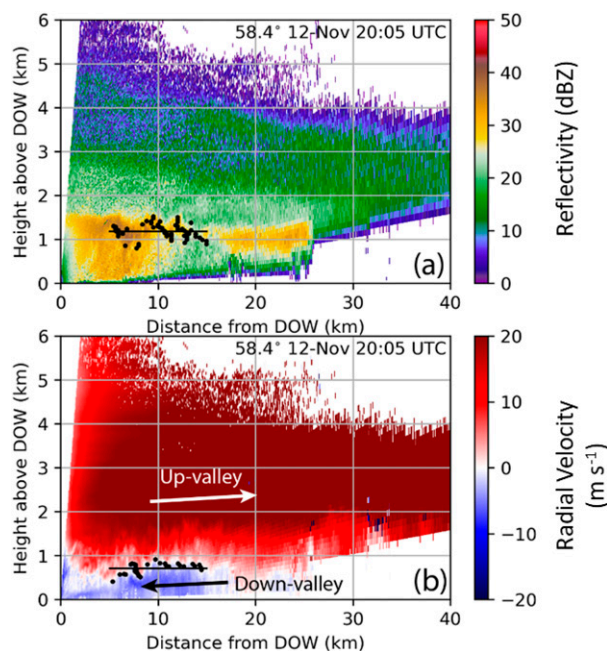 58.4° 12-Nov 20:05 UTC
6
5
4
3
2
1
0
Height above DOW (km)
0 10 20 30 40
Distance from DOW (km)
(a)
50
40
30
20
10
0
Reflectivity (dBZ)
58.4° 12-Nov 20:05 UTC
6
5
4
3
2
1
0
Height above DOW (km)
Up-valley
Down-valley
(b)
0 10 20 30 40
Distance from DOW (km)
20
10
0
−10
−20
Radial Velocity (m s⁻¹)